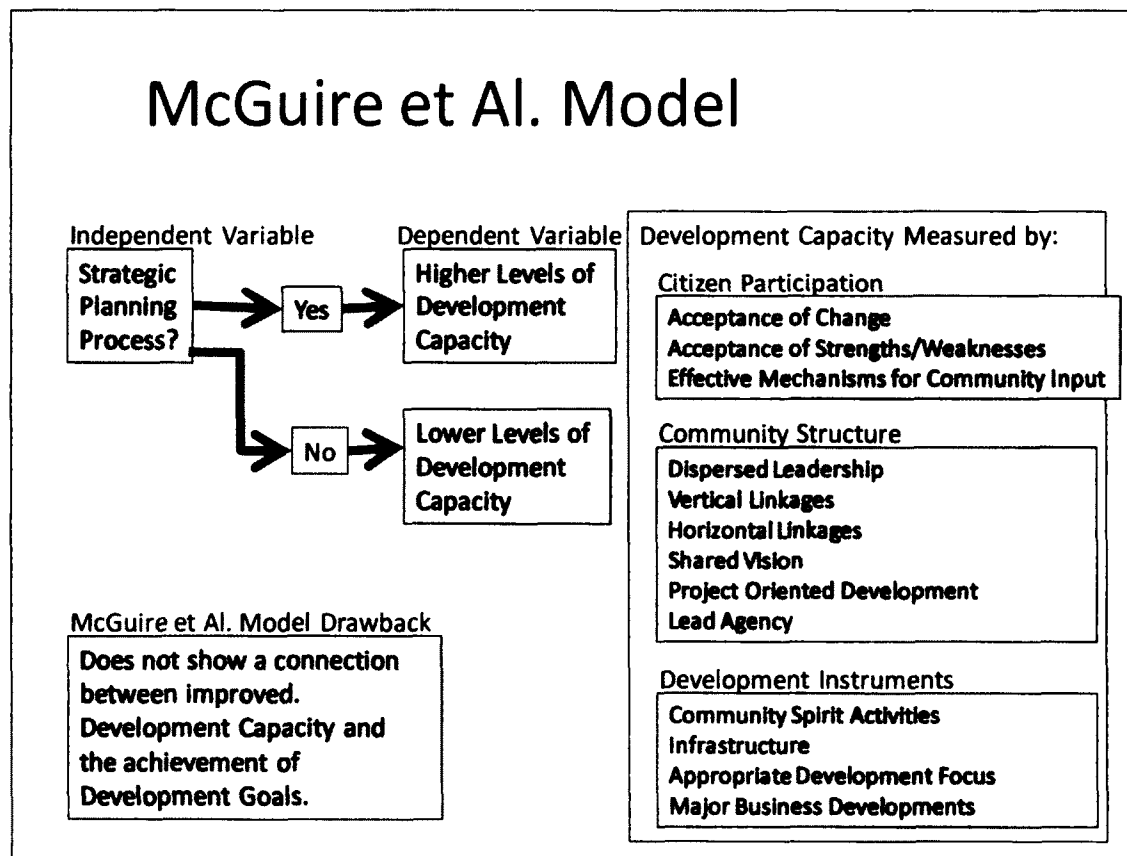 McGuire et Al. Model
Independent Variable
Strategic
Planning
Process?
Yes
No
Dependent Variable
Higher Levels of
Development
Capacity
Lower Levels of
Development
Capacity
McGuire et Al. Model Drawback
Does not show a connection
between improved.
Development Capacity and
the achievement of
Development Goals.
Development Capacity Measured by:
Citizen Participation
Acceptance of Change
Acceptance of Strengths/Weaknesses
Effective Mechanisms for Community Input
Community Structure
Dispersed Leadership
Vertical Linkages
Horizontal Linkages
Shared Vision
Project Oriented Development
Lead Agency
Development Instruments
Community Spirit Activities
Infrastructure
Appropriate Development Focus
Major Business Developments